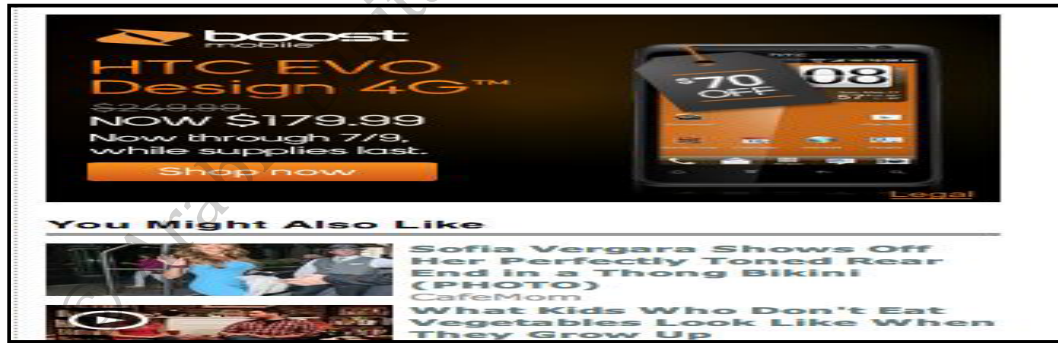 boost
mobile
HTC EVO
Design 4G™
$249.99
NOW $179.99
Now through 7/9,
while supplies last.
Shop now
$70
OFF
08
Legal
You Might Also Like
Sofia Vergara Shows Off
Her Perfectly Toned Rear
End in a Thong Bikini
(PHOTO)
CafeMom
What Kids Who Don't Eat
Vegetables Look Like When
They Grow Up